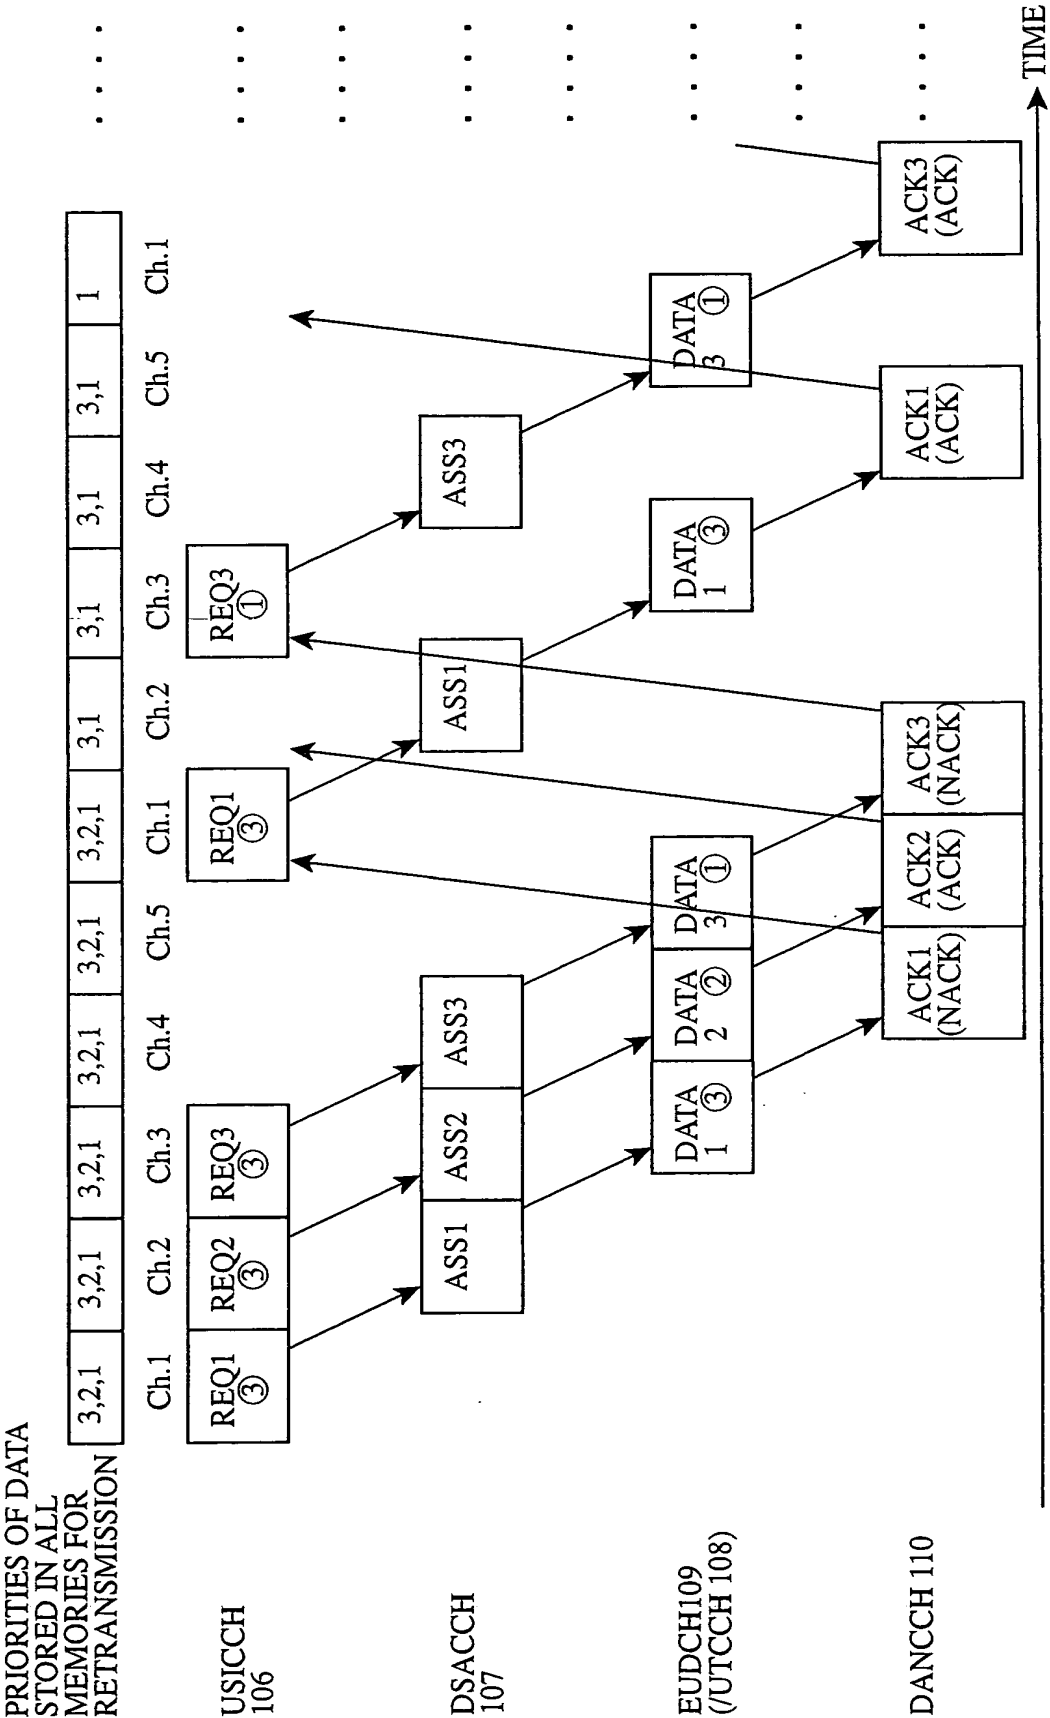 PRIORITIES OF DATA
STORED IN ALL
MEMORIES FOR
RETRANSMISSION
3,2,1 3,2,1 3,2,1 3,2,1 3,2,1 3,2,1 3,1 3,1 3,1 3,1 1
Ch.1 Ch.2 Ch.3 Ch.4 Ch.5 Ch.1 Ch.2 Ch.3 Ch.4 Ch.5 Ch.1
USICCH
106
REQ1
③
REQ2
③
REQ3
③
REQ1
③
REQ3
①
DSACCH
107
ASS1
ASS2
ASS3
ASS1
ASS3
EUDCH109
(/UTCCH 108)
DATA
1 ③
DATA
2 ②
DATA
3 ①
DATA
1 ③
DATA
3 ①
DANCCH 110
ACK1
(NACK)
ACK2
(ACK)
ACK3
(NACK)
ACK1
(ACK)
ACK3
(ACK)
TIME